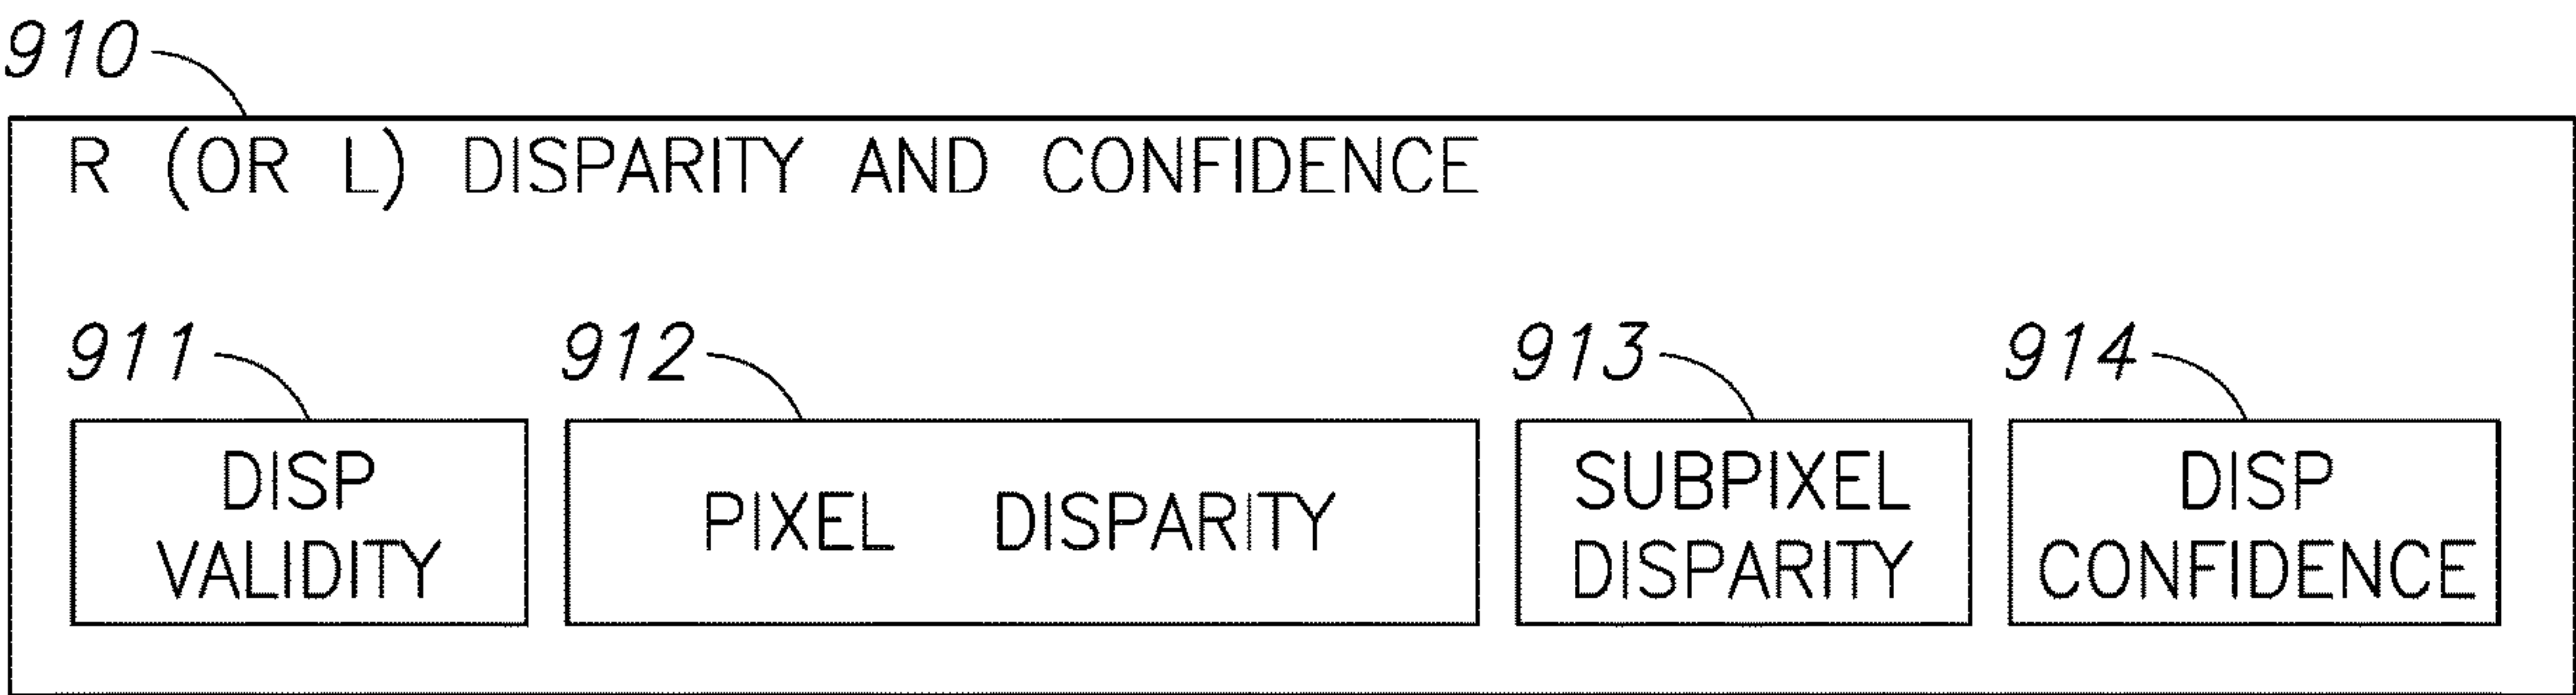 910
R (OR L) DISPARITY AND CONFIDENCE
911
912
913
914
DISP
VALIDITY
PIXEL DISPARITY
SUBPIXEL
DISPARITY
DISP
CONFIDENCE